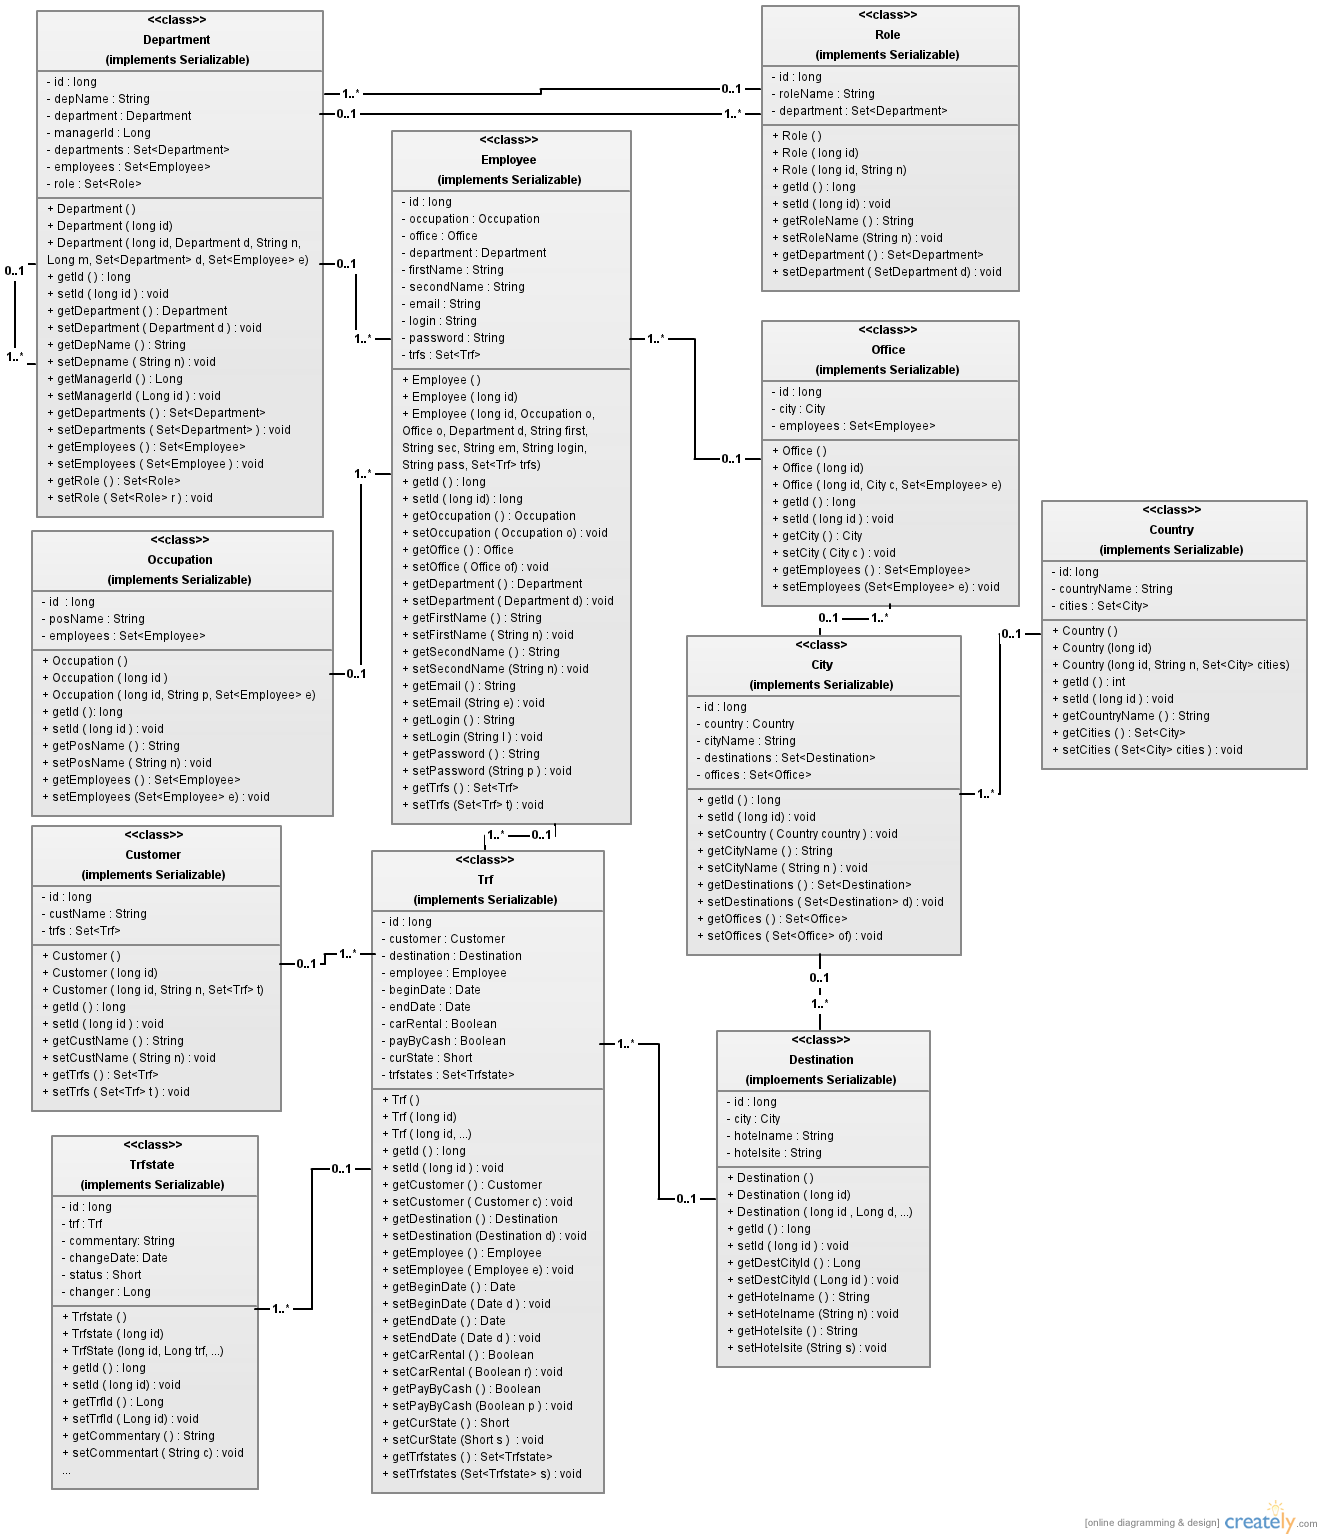 <<class>>
Department
(implements Serializable)
- id : long
- depName : String
- department : Department
- managerId : Long
- departments : Set<Department>
- employees : Set<Employee>
- role : Set<Role>
+ Department ( )
+ Department ( long id)
+ Department ( long id, Department d, String n,
Long m, Set<Department> d, Set<Employee> e)
+ getId ( ) : long
+ setId ( long id ) : void
+ getDepartment ( ) : Department
+ setDepartment ( Department d ) : void
+ getDepName ( ) : String
+ setDepname ( String n) : void
+ getManagerId ( ) : Long
+ setManagerId ( Long id ) : void
+ getDepartments ( ) : Set<Department>
+ setDepartments ( Set<Department> ) : void
+ getEmployees ( ) : Set<Employee>
+ setEmployees ( Set<Employee ) : void
+ getRole ( ) : Set<Role>
+ setRole ( Set<Role> r ) : void
0..1
1..*
1..*
0..1
0..1
1..*
0..1
1..*
<<class>>
Role
(implements Serializable)
- id : long
- roleName : String
- department : Set<Department>
+ Role ( )
+ Role ( long id)
+ Role ( long id, String n)
+ getId ( ) : long
+ setId ( long id) : void
+ getRoleName ( ) : String
+ setRoleName (String n) : void
+ getDepartment ( ) : Set<Department>
+ setDepartment ( SetDepartment d) : void
<<class>>
Employee
(implements Serializable)
- id : long
- occupation : Occupation
- office : Office
- department : Department
- firstName : String
- secondName : String
- email : String
- login : String
- password : String
- trfs : Set<Trf>
+ Employee ( )
+ Employee ( long id)
+ Employee ( long id, Occupation o,
Office o, Department d, String first,
String sec, String em, String login,
String pass, Set<Trf> trfs)
+ getId ( ) : long
+ setId ( long id) : long
+ getOccupation ( ) : Occupation
+ setOccupation ( Occupation o) : void
+ getOffice ( ) : Office
+ setOffice ( Office of) : void
+ getDepartment ( ) : Department
+ setDepartment ( Department d) : void
+ getFirstName ( ) : String
+ setFirstName ( String n) : void
+ getSecondName ( ) : String
+ setSecondName (String n) : void
+ getEmail ( ) : String
+ setEmail (String e) : void
+ getLogin ( ) : String
+ setLogin (String l ) : void
+ getPassword ( ) : String
+ setPassword (String p ) : void
+ getTrfs ( ) : Set<Trf>
+ setTrfs (Set<Trf> t) : void
1..*
0..1
1..*
0..1
1..*
0..1
<<class>>
Office
(implements Serializable)
- id : long
- city : City
- employees : Set<Employee>
+ Office ( )
+ Office ( long id)
+ Office ( long id, City c, Set<Employee> e)
+ getId ( ) : long
+ setId ( long id ) : void
+ getCity ( ) : City
+ setCity ( City c ) : void
+ getEmployees ( ) : Set<Employee>
+ setEmployees (Set<Employee> e) : void
0..1
1..*
<<class>>
Country
(implements Serializable)
- id: long
- countryName : String
- cities : Set<City>
+ Country ( )
+ Country (long id)
+ Country (long id, String n, Set<City> cities)
+ getId ( ) : int
+ setId ( long id ) : void
+ getCountryName ( ) : String
+ getCities ( ) : Set<City>
+ setCities ( Set<City> cities ) : void
0..1
1..*
<<class>>
Occupation
(implements Serializable)
- id : long
- posName : String
- employees : Set<Employee>
+ Occupation ( )
+ Occupation ( long id )
+ Occupation ( long id, String p, Set<Employee> e)
+ getId ( ): long
+ setId ( long id ) : void
+ getPosName ( ) : String
+ setPosName ( String n) : void
+ getEmployees ( ) : Set<Employee>
+ setEmployees (Set<Employee> e) : void
<<class>
City
(implements Serializable)
- id : long
- country : Country
- cityName : String
- destinations : Set<Destination>
- offices : Set<Office>
+ getId ( ) : long
+ setId ( long id) : void
+ setCountry ( Country country ) : void
+ getCityName ( ) : String
+ setCityName ( String n ) : void
+ getDestinations ( ) : Set<Destination>
+ setDestinations ( Set<Destination> d) : void
+ getOffices ( ) : Set<Office>
+ setOffices ( Set<Office> of) : void
0..1
1..*
<<class>>
Customer
(implements Serializable)
- id : long
- custName : String
- trfs : Set<Trf>
+ Customer ( )
+ Customer ( long id)
+ Customer ( long id, String n, Set<Trf> t)
+ getId ( ) : long
+ setId ( long id ) : void
+ getCustName ( ) : String
+ setCustName ( String n) : void
+ getTrfs ( ) : Set<Trf>
+ setTrfs ( Set<Trf> t ) : void
0..1
1..*
<<class>>
Trf
(implements Serializable)
- id : long
- customer : Customer
- destination : Destination
- employee : Employee
- beginDate : Date
- endDate : Date
- carRental : Boolean
- payByCash : Boolean
- curState : Short
- trfstates : Set<Trfstate>
+ Trf ( )
+ Trf ( long id)
+ Trf ( long id, ...)
+ getId ( ) : long
+ setId ( long id ) : void
+ getCustomer ( ) : Customer
+ setCustomer ( Customer c) : void
+ getDestination ( ) : Destination
+ setDestination (Destination d) : void
+ getEmployee ( ) : Employee
+ setEmployee ( Employee e) : void
+ getBeginDate ( ) : Date
+ setBeginDate ( Date d ) : void
+ getEndDate ( ) : Date
+ setEndDate ( Date d ) : void
+ getCarRental ( ) : Boolean
+ setCarRental ( Boolean r) : void
+ getPayByCash ( ) : Boolean
+ setPayByCash (Boolean p ) : void
+ getCurState ( ) : Short
+ setCurState (Short s ) : void
+ getTrfstates ( ) : Set<Trfstate>
+ setTrfstates (Set<Trfstate> s) : void
1..*
0..1
0..1
1..*
<<class>>
Destination
(imploements Serializable)
- id : long
- city : City
- hotelname : String
- hotelsite : String
+ Destination ( )
+ Destination ( long id)
+ Destination ( long id , Long d, ...)
+ getId ( ) : long
+ setId ( long id ) : void
+ getDestCityId ( ) : Long
+ setDestCityId ( Long id ) : void
+ getHotelname ( ) : String
+ setHotelname (String n) : void
+ getHotelsite ( ) : String
+ setHotelsite (String s) : void
<<class>>
Trfstate
(implements Serializable)
- id : long
- trf : Trf
- commentary: String
- changeDate: Date
- status : Short
- changer : Long
+ Trfstate ( )
+ Trfstate ( long id)
+ TrfState (long id, Long trf, ...)
+ getId ( ) : long
+ setId ( long id) : void
+ getTrfId ( ) : Long
+ setTrfId ( Long id) : void
+ getCommentary ( ) : String
+ setCommentart ( String c) : void
...
[online diagramming & design] creately.com